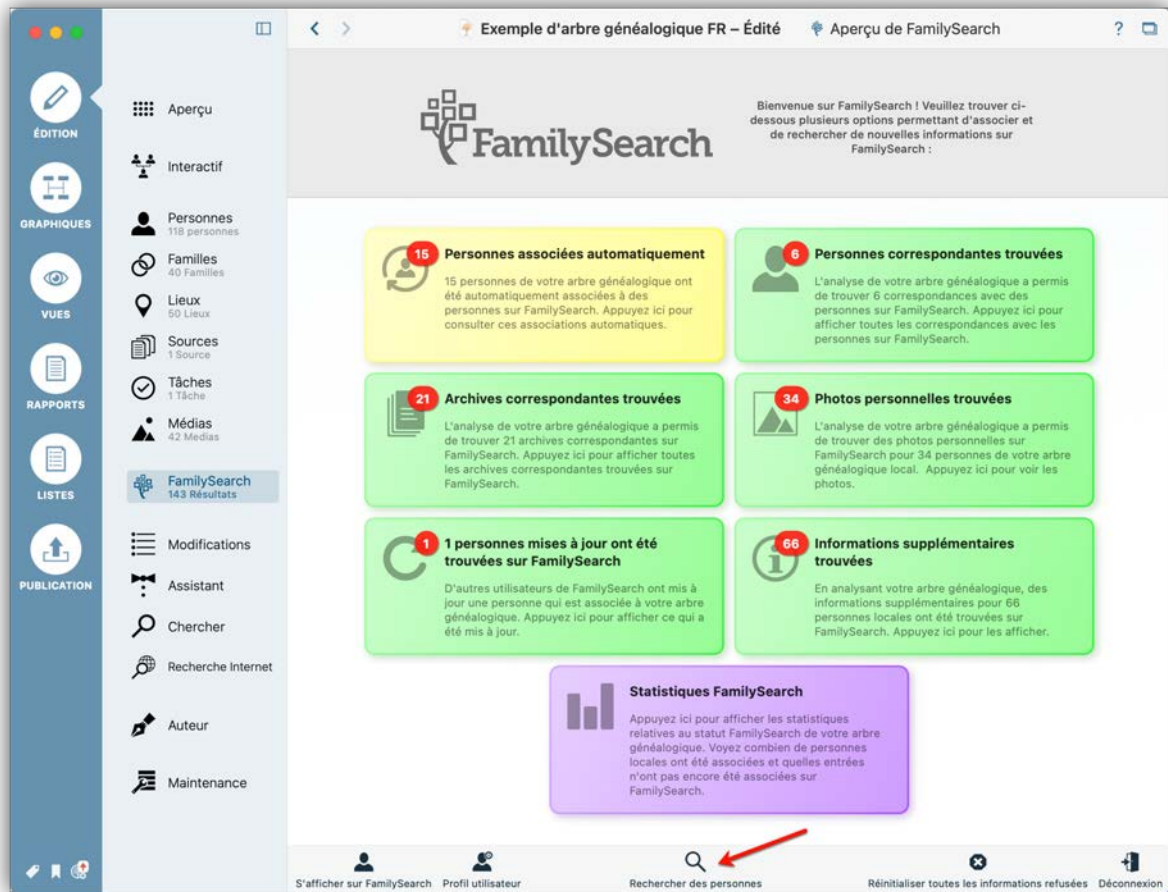 Exemple d'arbre généalogique FR – Édité
Aperçu de FamilySearch
?
ÉDITION
GRAPHIQUES
VUES
RAPPORTS
LISTES
PUBLICATION
Aperçu
Interactif
Personnes
118 personnes
Familles
40 Familles
Lieux
50 Lieux
Sources
1 Source
Tâches
1 Tâche
Médias
42 Medias
FamilySearch
143 Résultats
Modifications
Assistant
Chercher
Recherche Internet
Auteur
Maintenance
FamilySearch
Bienvenue sur FamilySearch ! Veuillez trouver ci-
dessous plusieurs options permettant d'associer et
de rechercher de nouvelles informations sur
FamilySearch :
15
Personnes associées automatiquement
15 personnes de votre arbre généalogique ont
été automatiquement associées à des
personnes sur FamilySearch. Appuyez ici pour
consulter ces associations automatiques.
6
Personnes correspondantes trouvées
L'analyse de votre arbre généalogique a permis
de trouver 6 correspondances avec des
personnes sur FamilySearch. Appuyez ici pour
afficher toutes les correspondances avec les
personnes sur FamilySearch.
21
Archives correspondantes trouvées
L'analyse de votre arbre généalogique a permis
de trouver 21 archives correspondantes sur
FamilySearch. Appuyez ici pour afficher toutes
les archives correspondantes trouvées sur
FamilySearch.
34
Photos personnelles trouvées
L'analyse de votre arbre généalogique a permis
de trouver des photos personnelles sur
FamilySearch pour 34 personnes de votre arbre
généalogique local. Appuyez ici pour voir les
photos.
1
1 personnes mises à jour ont été
trouvées sur FamilySearch
D'autres utilisateurs de FamilySearch ont mis à
jour une personne qui est associée à votre arbre
généalogique. Appuyez ici pour afficher ce qui a
été mis à jour.
66
Informations supplémentaires
trouvées
En analysant votre arbre généalogique, des
informations supplémentaires pour 66
personnes locales ont été trouvées sur
FamilySearch. Appuyez ici pour les afficher.
Statistiques FamilySearch
Appuyez ici pour afficher les statistiques
relatives au statut FamilySearch de votre arbre
généalogique. Voyez combien de personnes
locales ont été associées et quelles entrées
n'ont pas encore été associées sur
FamilySearch.
S'afficher sur FamilySearch
Profil utilisateur
Rechercher des personnes
Réinitialiser toutes les informations refusées
Déconnexion